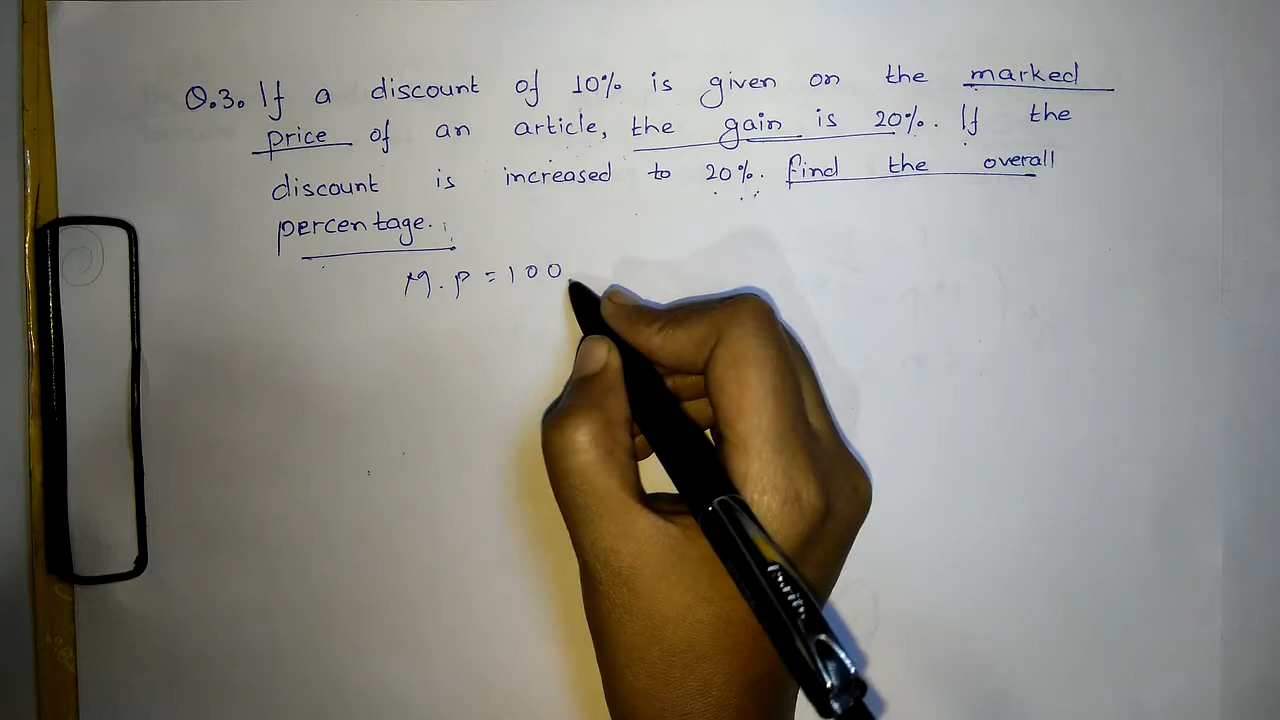 Q.3. If a discount of 10% is given on the marked
price of an article, the gain is 20%. If the
discount is increased to 20%. find the overall
percentage.
M.P = 100